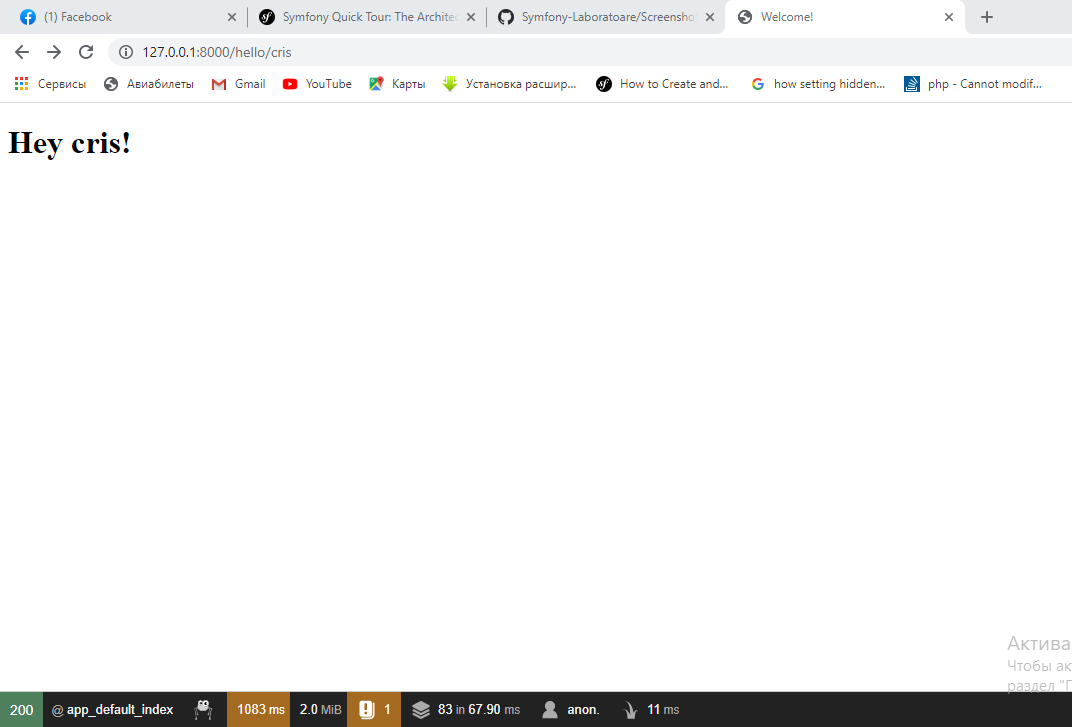 (1) Facebook
Symfony Quick Tour: The Archite
Symfony-Laboratoare/Screensho
Welcome!
127.0.0.1:8000/hello/cris
Сервисы Авиабилеты Gmail YouTube Карты Установка расшир... How to Create and... how setting hidden... php - Cannot modif...
Hey cris!
Актива
Чтобы ак
раздел "П
200 @ app_default_index 1083 ms 2.0 MiB 1 83 in 67.90 ms anon. 11 ms